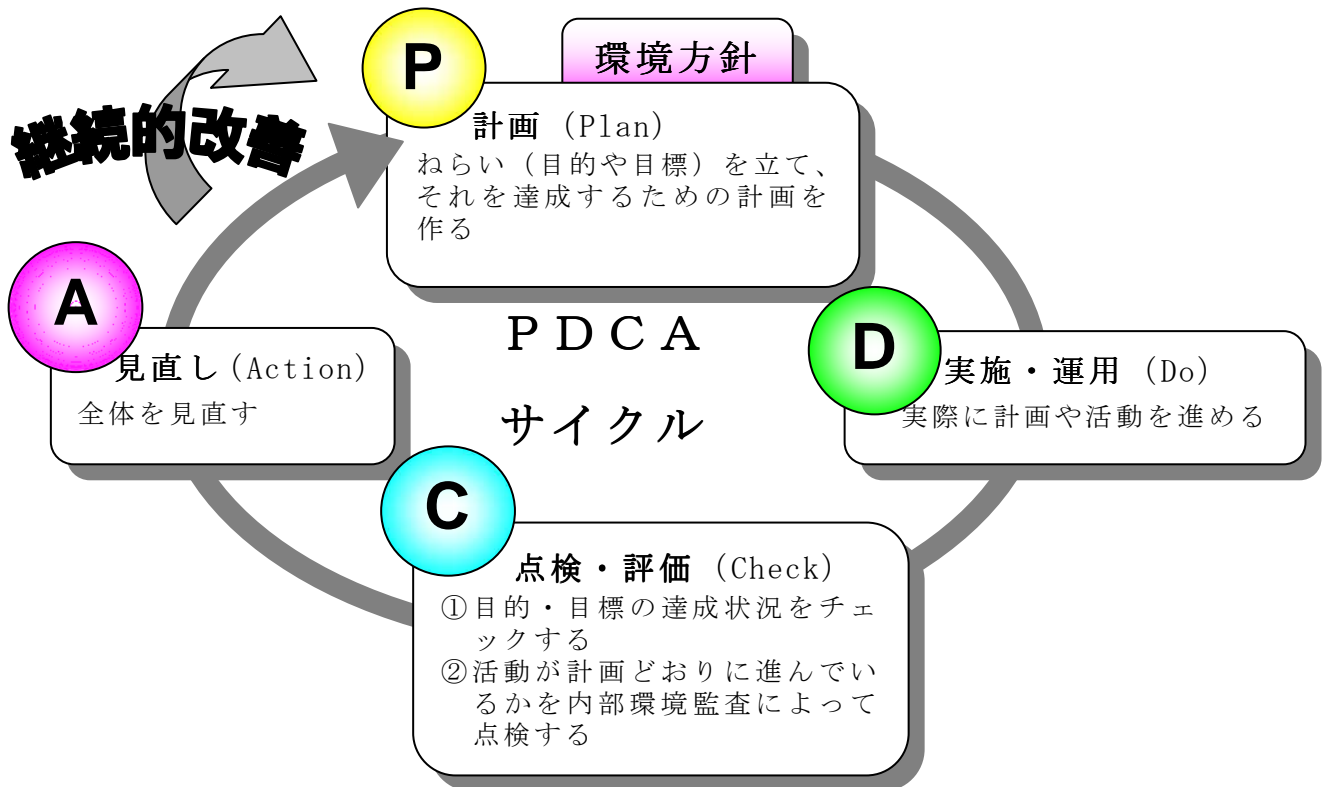 継続的改善
P
環境方針
計画（Plan）
ねらい（目的や目標）を立て、
それを達成するための計画を
作る
A
見直し(Action)
全体を見直す
ＰＤＣＡ
サイクル
D
実施・運用（Do）
実際に計画や活動を進める
C
点検・評価（Check）
①目的・目標の達成状況をチェ
ックする
②活動が計画どおりに進んでい
るかを内部環境監査によって
点検する